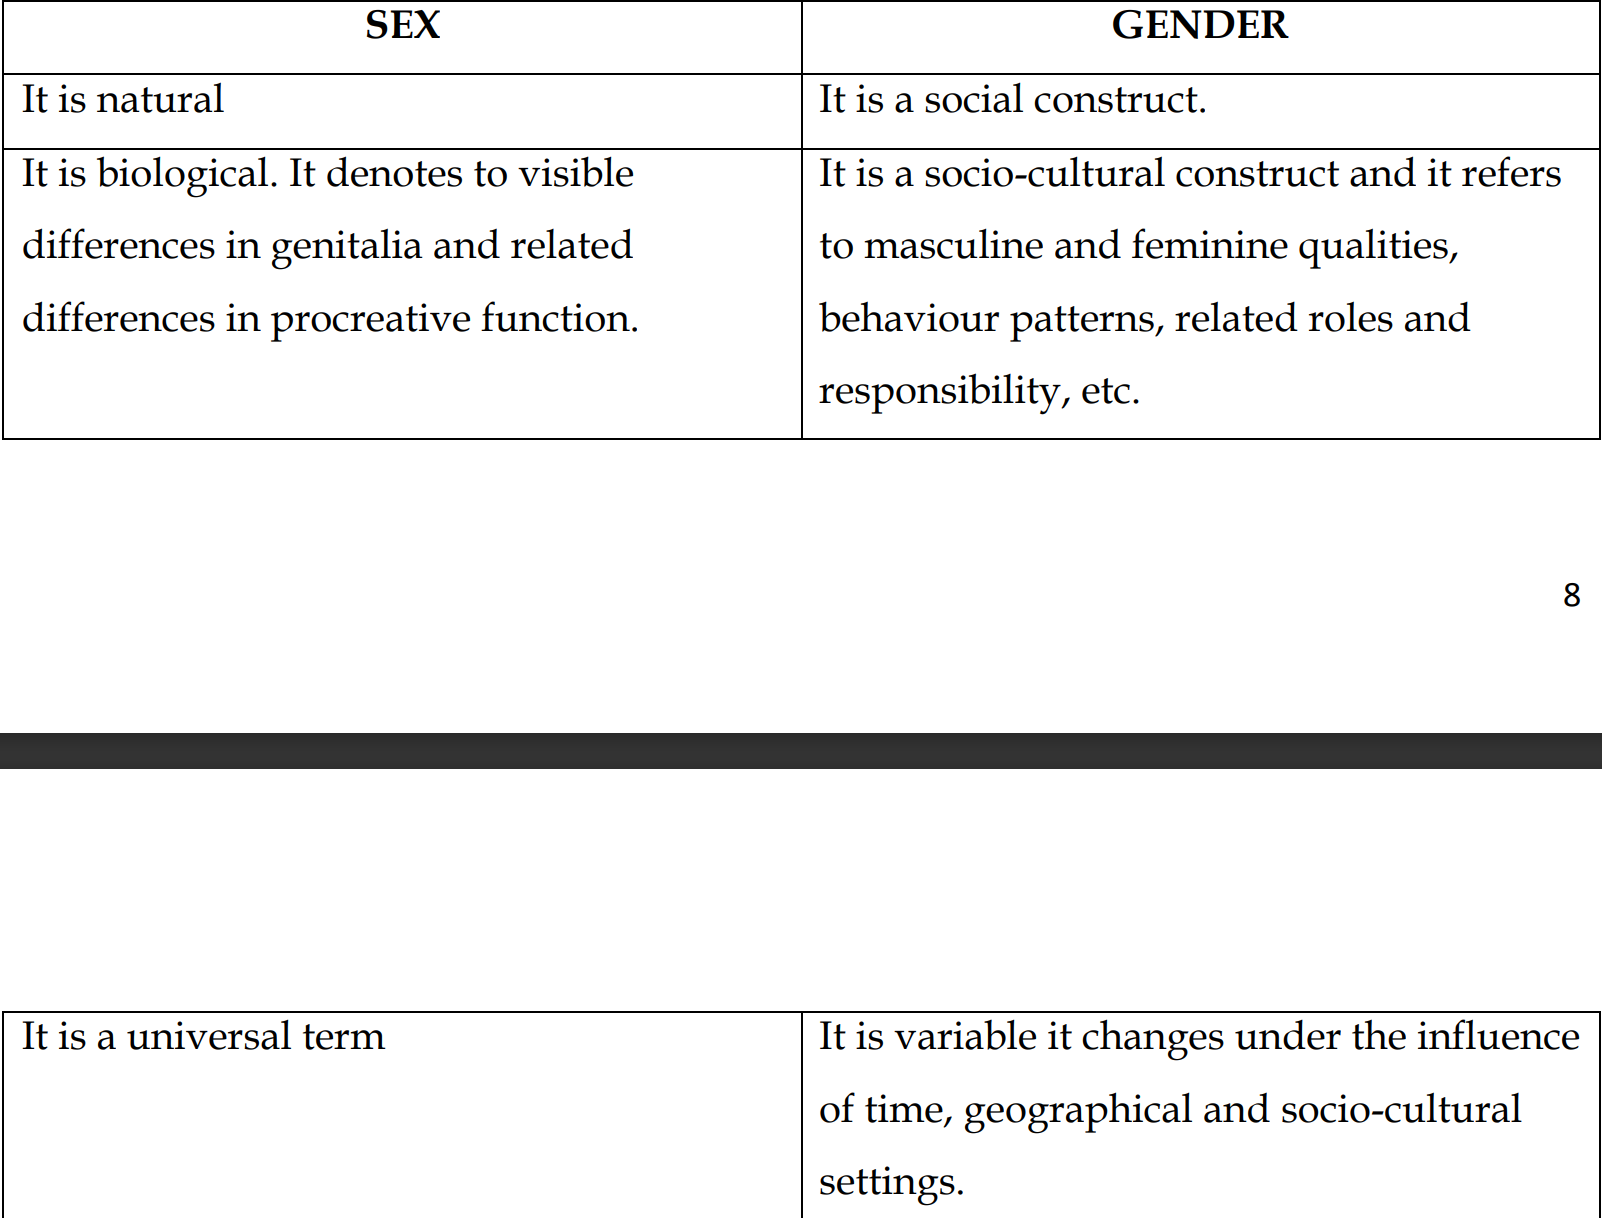 SEX
GENDER
It is natural
It is a social construct.
It is biological. It denotes to visible
differences in genitalia and related
differences in procreative function.
It is a socio-cultural construct and it refers
to masculine and feminine qualities,
behaviour patterns, related roles and
responsibility, etc.
8
It is a universal term
It is variable it changes under the influence
of time, geographical and socio-cultural
settings.